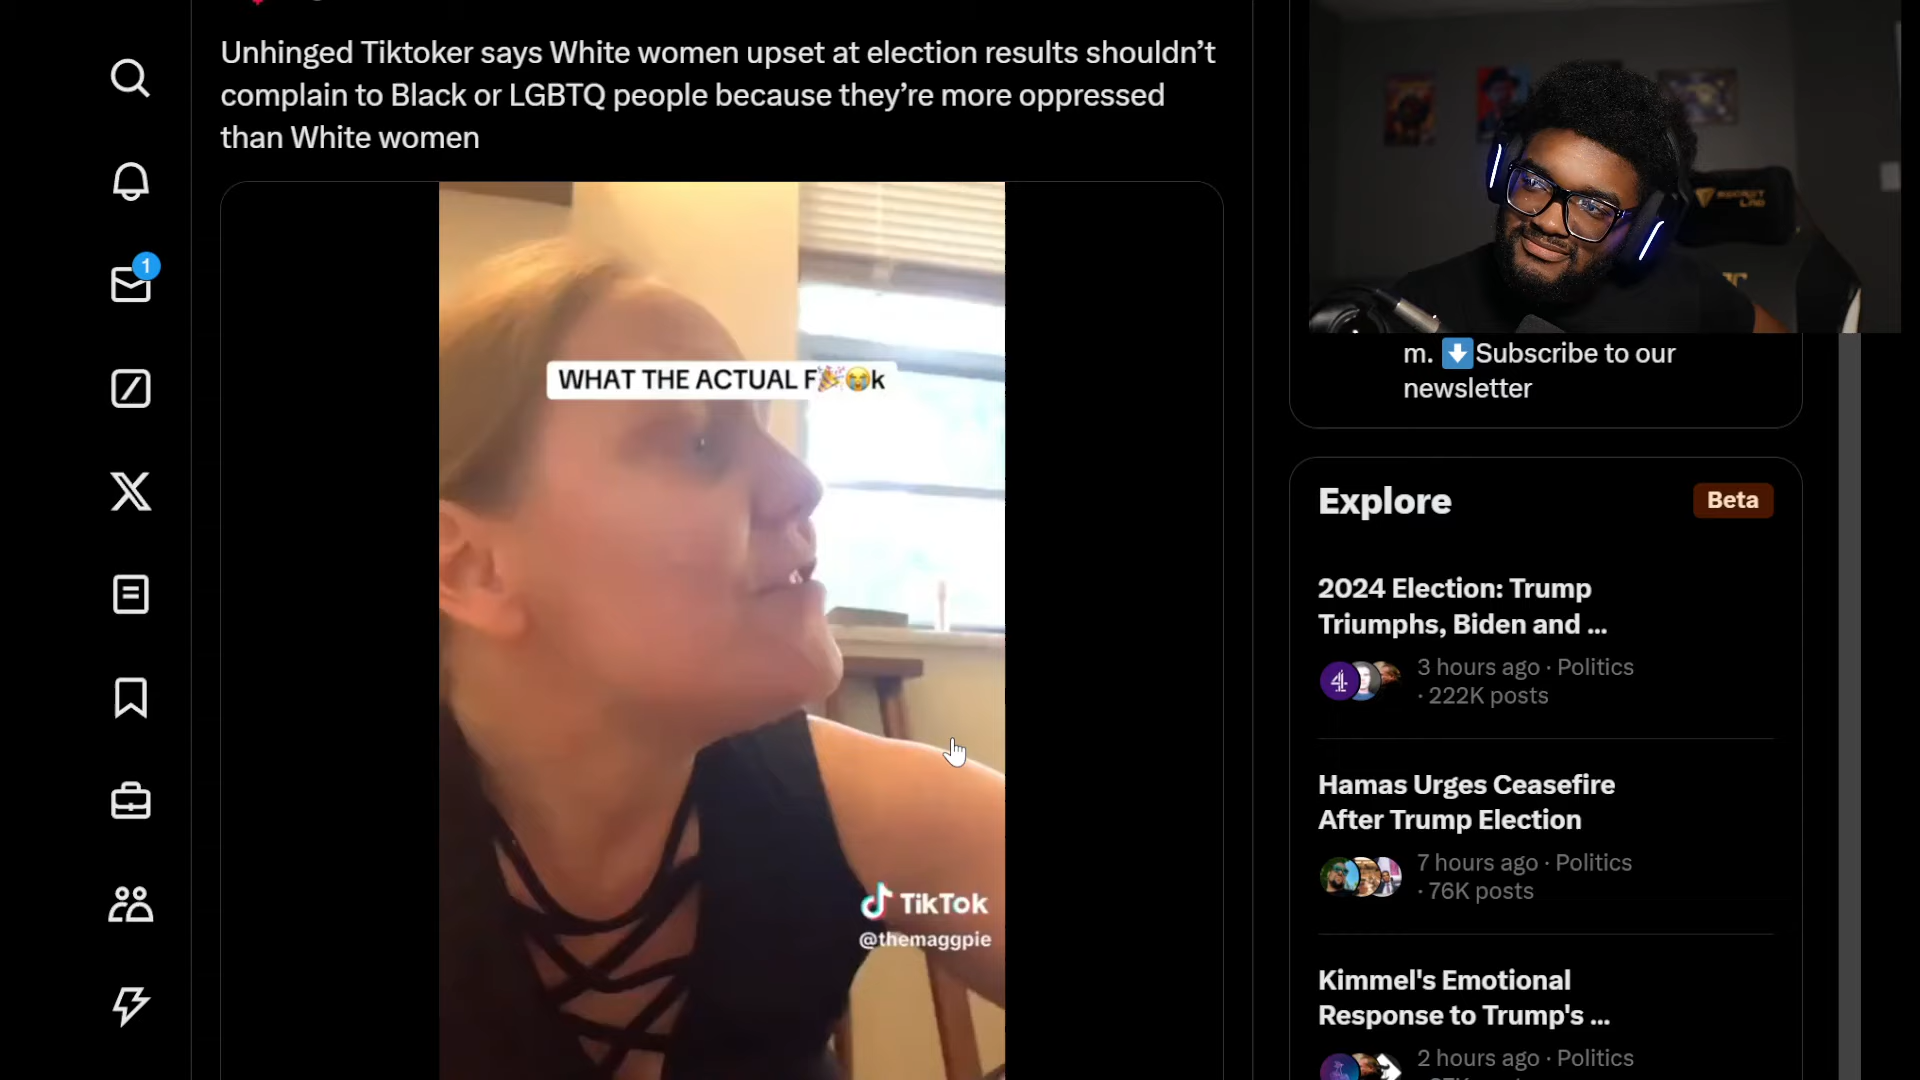 Unhinged Tiktoker says White women upset at election results shouldn’t
complain to Black or LGBTQ people because they’re more oppressed
than White women
WHAT THE ACTUAL F🎉😭k
TikTok
@themaggpie
1
SECRET
LAB
m. ⬇️Subscribe to our
newsletter
Explore
Beta
2024 Election: Trump
Triumphs, Biden and ...
3 hours ago · Politics
· 222K posts
Hamas Urges Ceasefire
After Trump Election
7 hours ago · Politics
· 76K posts
Kimmel's Emotional
Response to Trump's ...
2 hours ago · Politics